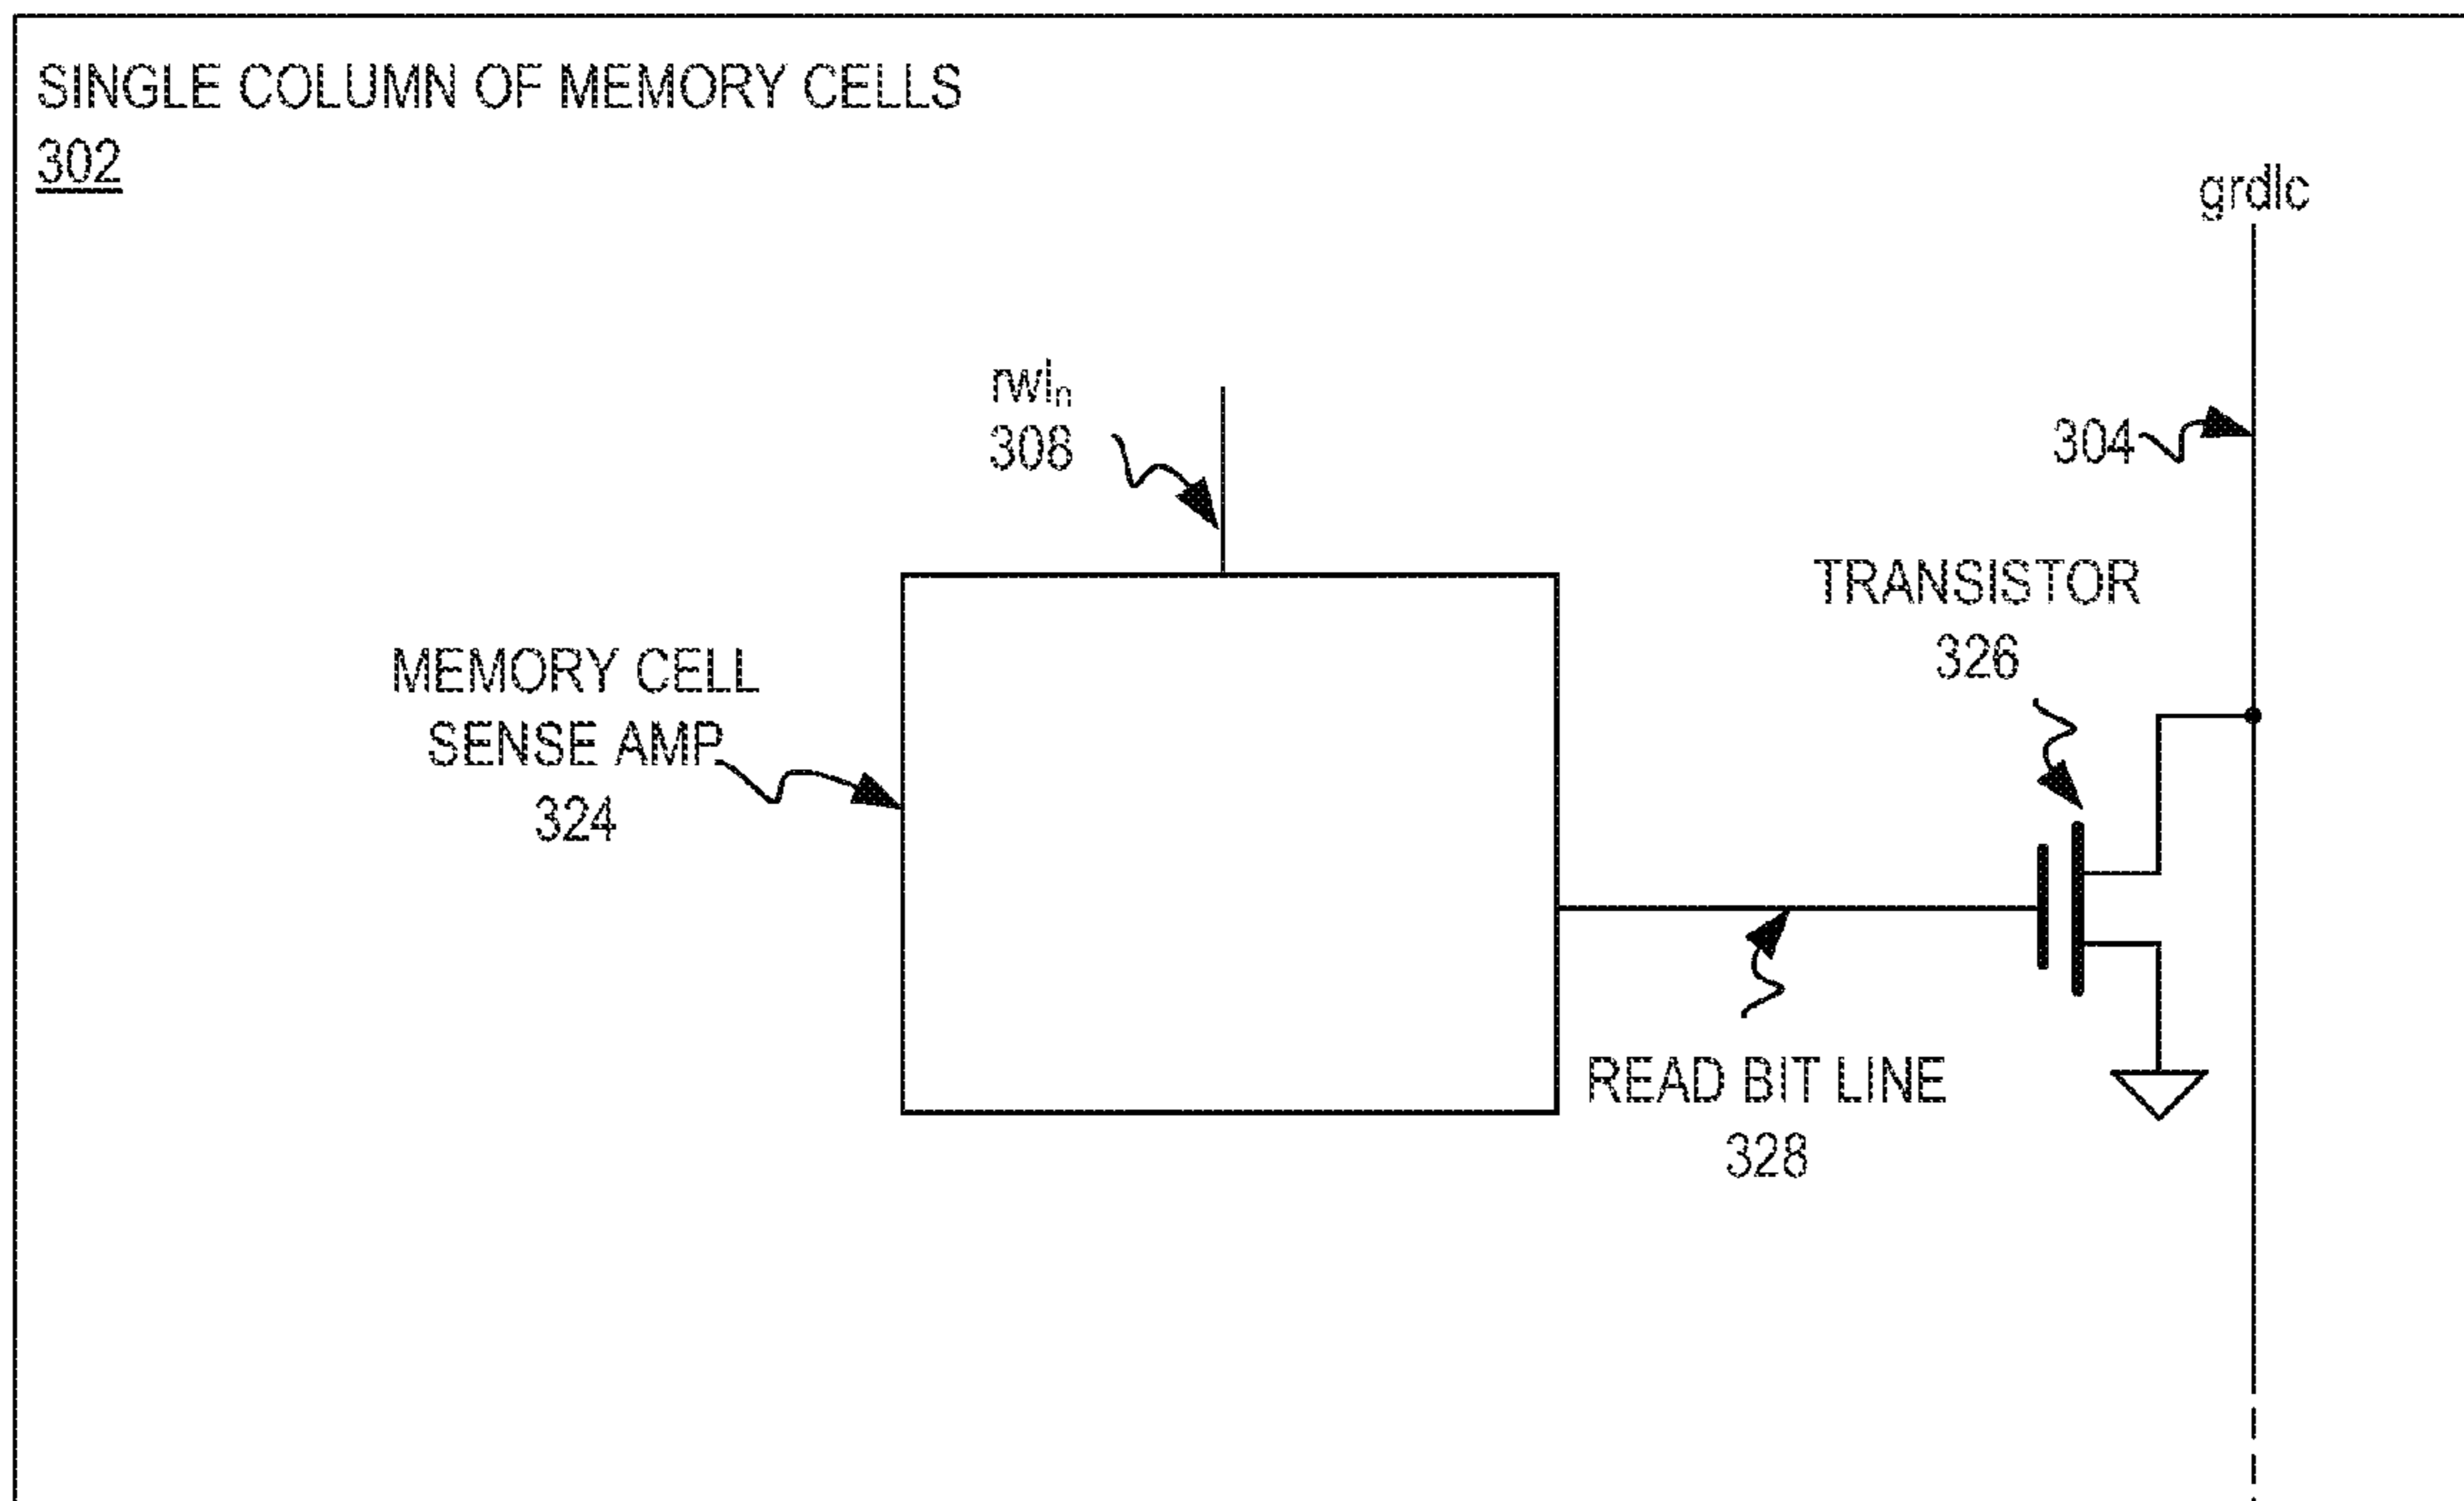 SINGLE COLUMN OF MEMORY CELLS
302
grdlc
rwlₙ
308
304
TRANSISTOR
326
MEMORY CELL
SENSE AMP
324
READ BIT LINE
328